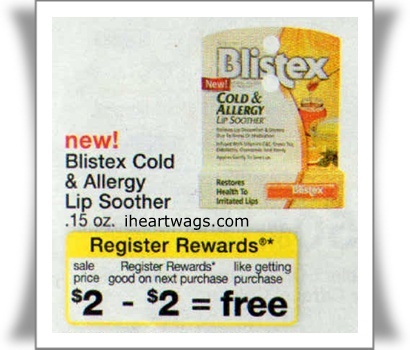 Blistex
New!
COLD &
ALLERGY
LIP SOOTHER
Restores
Health To
Irritated Lips
Blistex
new!
Blistex Cold
& Allergy
Lip Soother
.15 oz.
iheartwags.com
Register Rewards®*
sale price
Register Rewards* good on next purchase
like getting purchase
$2 - $2 = free